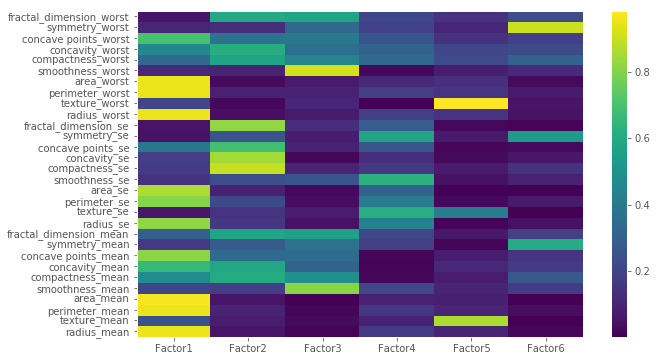 fractal_dimension_worst
symmetry_worst
concave points_worst
concavity_worst
compactness_worst
smoothness_worst
area_worst
perimeter_worst
texture_worst
radius_worst
fractal_dimension_se
symmetry_se
concave points_se
concavity_se
compactness_se
smoothness_se
area_se
perimeter_se
texture_se
radius_se
fractal_dimension_mean
symmetry_mean
concave points_mean
concavity_mean
compactness_mean
smoothness_mean
area_mean
perimeter_mean
texture_mean
radius_mean
Factor1 Factor2 Factor3 Factor4 Factor5 Factor6
0.8
0.6
0.4
0.2